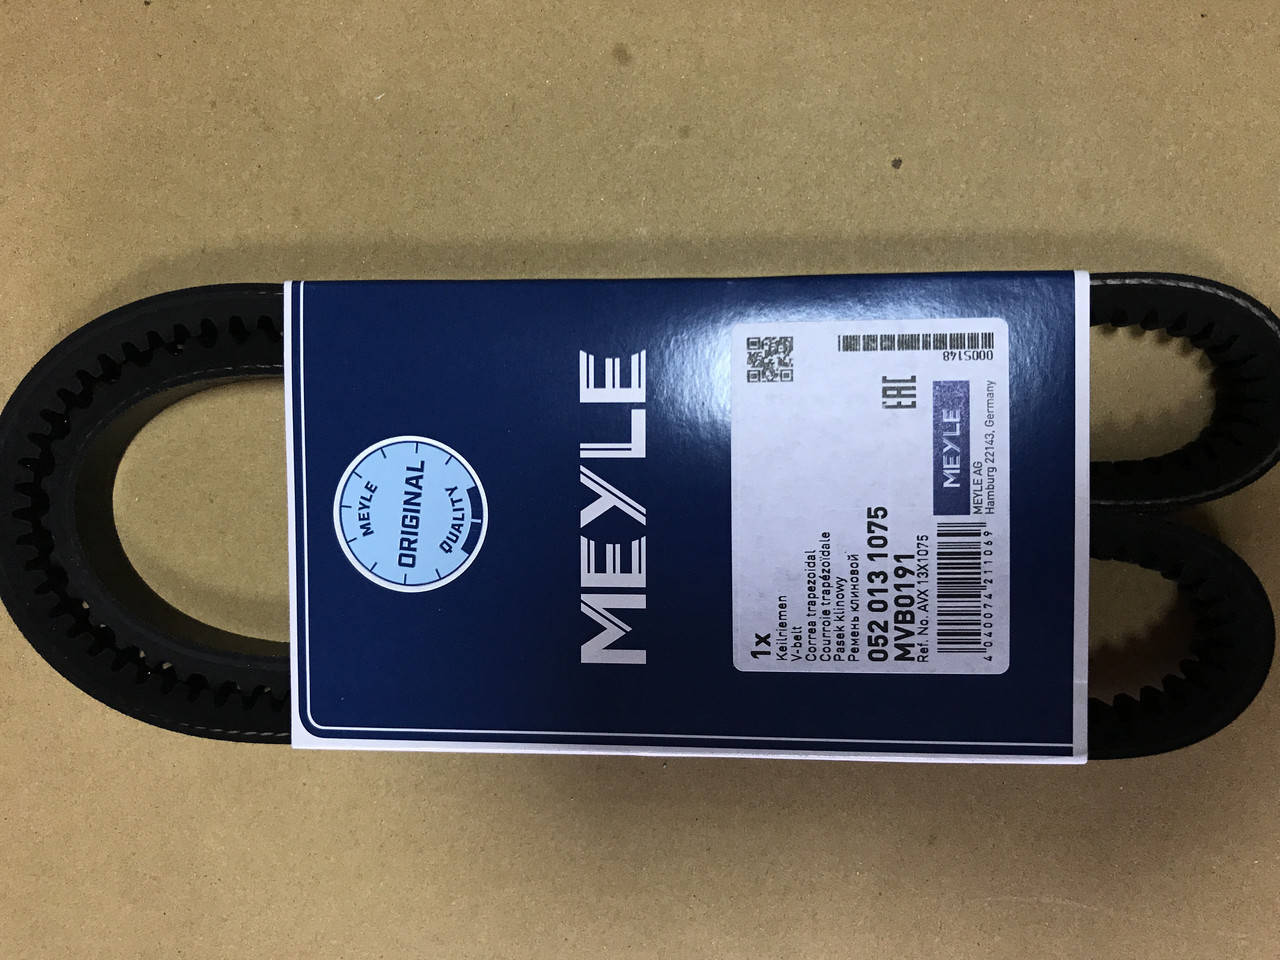 MEYLE
ORIGINAL
QUALITY
MEYLE
0005148
EAC
MEYLE
MEYLE AG
Hamburg 22143, Germany
1x
Keilriemen
V-belt
Correa trapezoidal
Courroie trapézoïdale
Pasek klinowy
Ремень клиновой
052 013 1075
MVB0191
Ref. No. AVX 13X1075
4 040074 211069